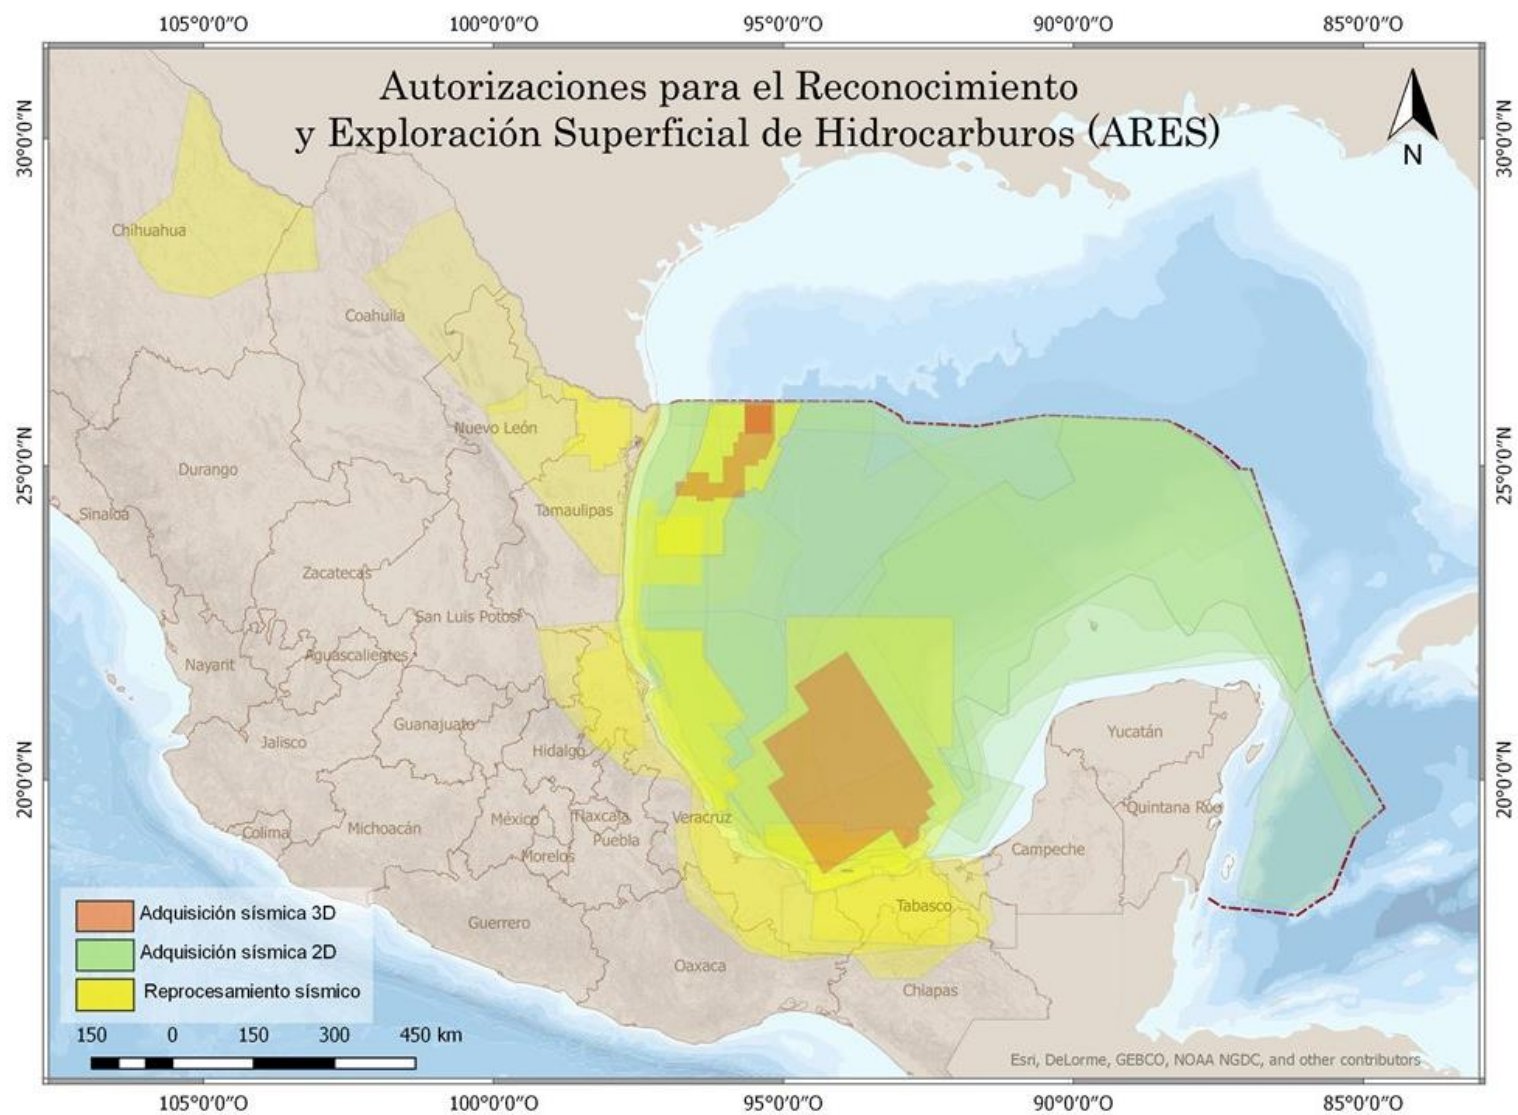 105°0'0"O 100°0'0"O 95°0'0"O 90°0'0"O 85°0'0"O
Autorizaciones para el Reconocimiento
y Exploración Superficial de Hidrocarburos (ARES)
N
30°0'0"N 30°0'0"N
Chihuahua
Coahuila
Nuevo León
25°0'0"N 25°0'0"N
Durango
Sinaloa
Tamaulipas
Zacatecas
San Luis Potosí
Nayarit
Aguascalientes
Guanajuato
Jalisco
Hidalgo
Yucatán
20°0'0"N 20°0'0"N
Quintana Roo
Colima
Michoacán
México
Tlaxcala
Veracruz
Puebla
Morelos
Campeche
Guerrero
Tabasco
Oaxaca
Chiapas
Adquisición sísmica 3D
Adquisición sísmica 2D
Reprocesamiento sísmico
150 0 150 300 450 km
Esri, DeLorme, GEBCO, NOAA NGDC, and other contributors
105°0'0"O 100°0'0"O 95°0'0"O 90°0'0"O 85°0'0"O